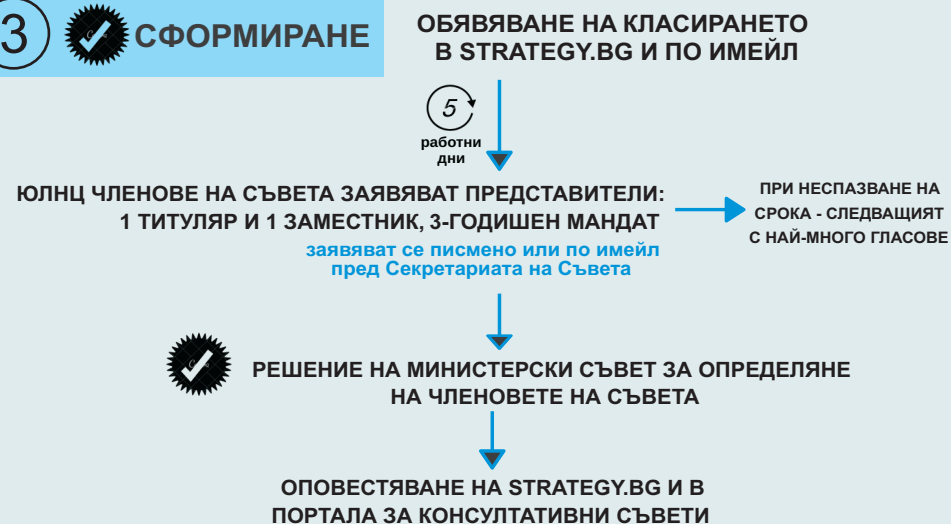 3
СФОРМИРАНЕ
ОБЯВЯВАНЕ НА КЛАСИРАНЕТО
В STRATEGY.BG И ПО ИМЕЙЛ
5
работни
дни
ЮЛНЦ ЧЛЕНОВЕ НА СЪВЕТА ЗАЯВЯВАТ ПРЕДСТАВИТЕЛИ:
1 ТИТУЛЯР И 1 ЗАМЕСТНИК, 3-ГОДИШЕН МАНДАТ
заявяват се писмено или по имейл
пред Секретариата на Съвета
ПРИ НЕСПАЗВАНЕ НА
СРОКА - СЛЕДВАЩИЯТ
С НАЙ-МНОГО ГЛАСОВЕ
РЕШЕНИЕ НА МИНИСТЕРСКИ СЪВЕТ ЗА ОПРЕДЕЛЯНЕ
НА ЧЛЕНОВЕТЕ НА СЪВЕТА
ОПОВЕСТЯВАНЕ НА STRATEGY.BG И В
ПОРТАЛА ЗА КОНСУЛТАТИВНИ СЪВЕТИ